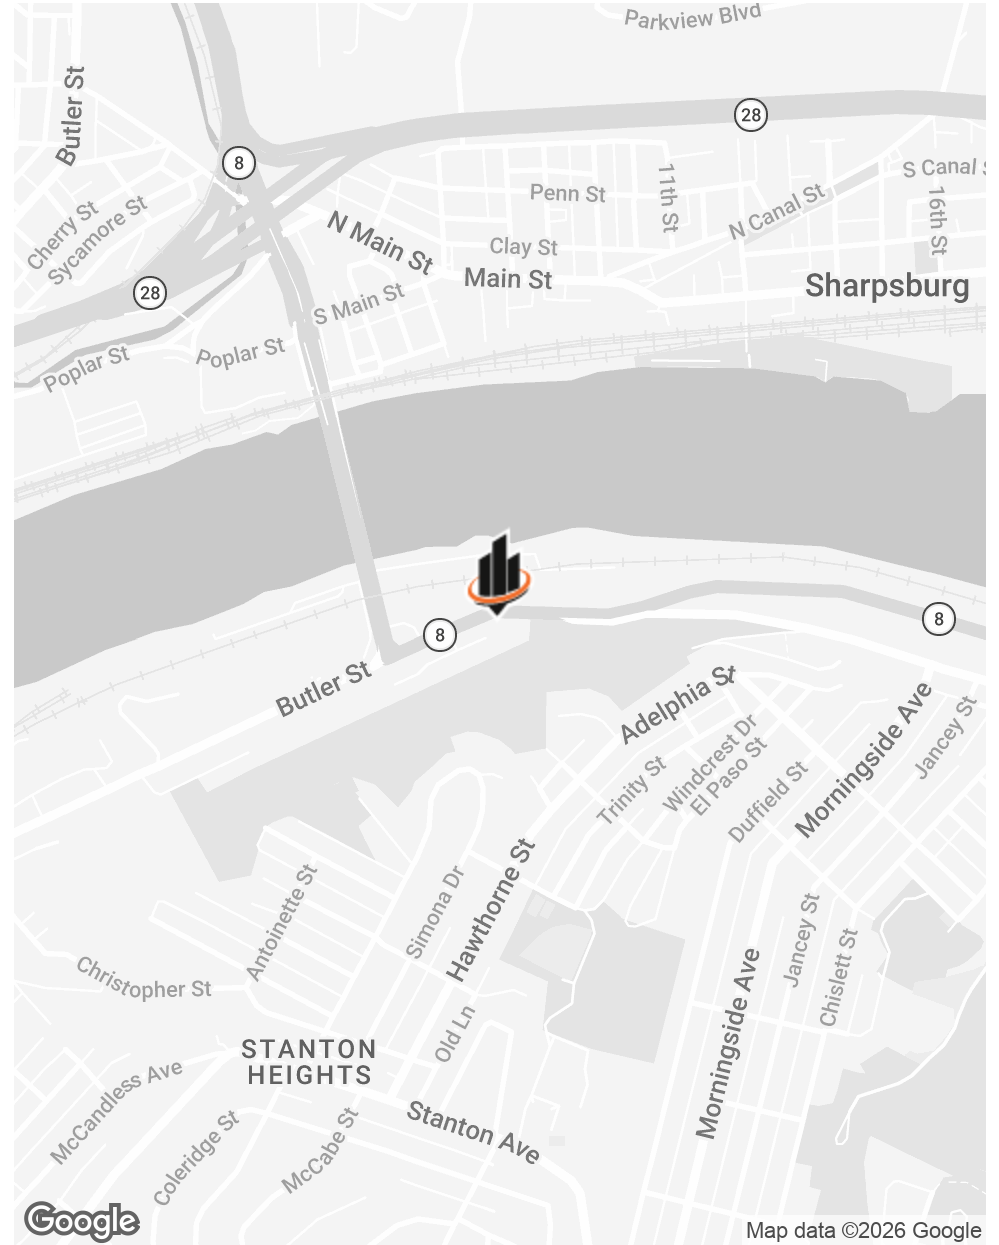 Parkview Blvd
Butler St
28
8
11th St
S Canal S
Penn St
N Canal St
16th St
Cherry St
Sycamore St
N Main St
Clay St
Main St
Sharpsburg
28
S Main St
Poplar St
Poplar St
8
8
Butler St
Adelphia St
Morningside Ave
Jancey St
Windcrest Dr
El Paso St
Trinity St
Duffield St
Hawthorne St
Simona Dr
Antoinette St
Jancey St
Chislett St
Christopher St
Morningside Ave
Old Ln
STANTON
HEIGHTS
McCandless Ave
Stanton Ave
Coleridge St
McCabe St
Google
Map data ©2026 Google